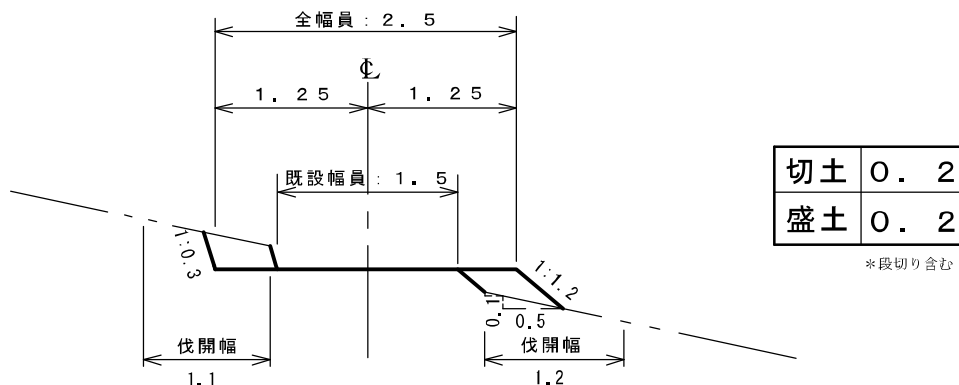 全幅員：２．５
℄
１．２５
１．２５
既設幅員：１．５
切土 ０．２
盛土 ０．２
＊段切り含む
1:0.3
1:1.2
0.1
0.5
伐開幅
1.1
伐開幅
1.2